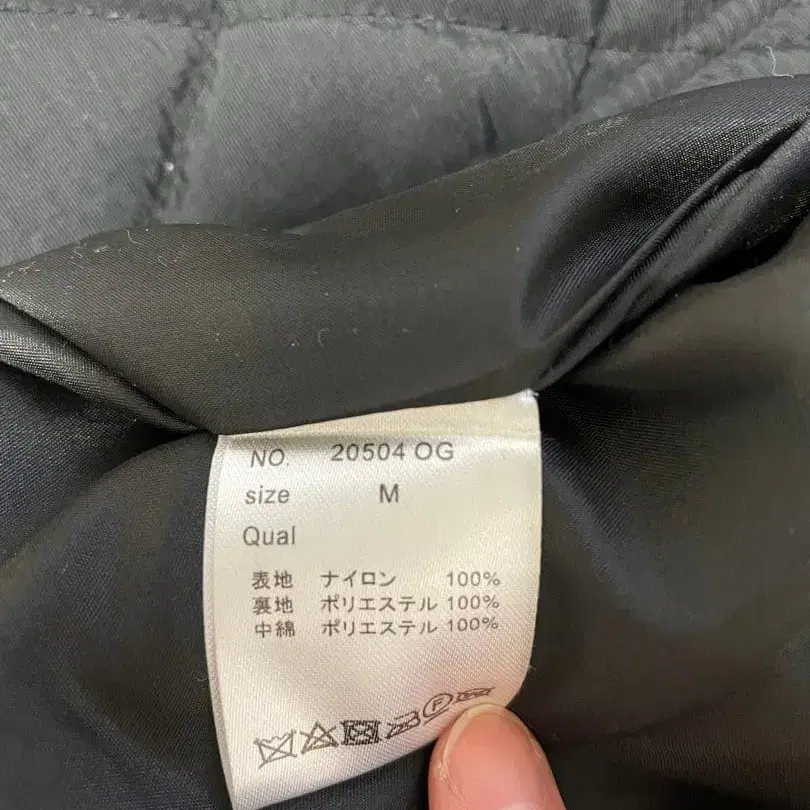 NO. 20504 OG
size M
Qual
表地 ナイロン 100%
裏地 ポリエステル 100%
中綿 ポリエステル 100%
F